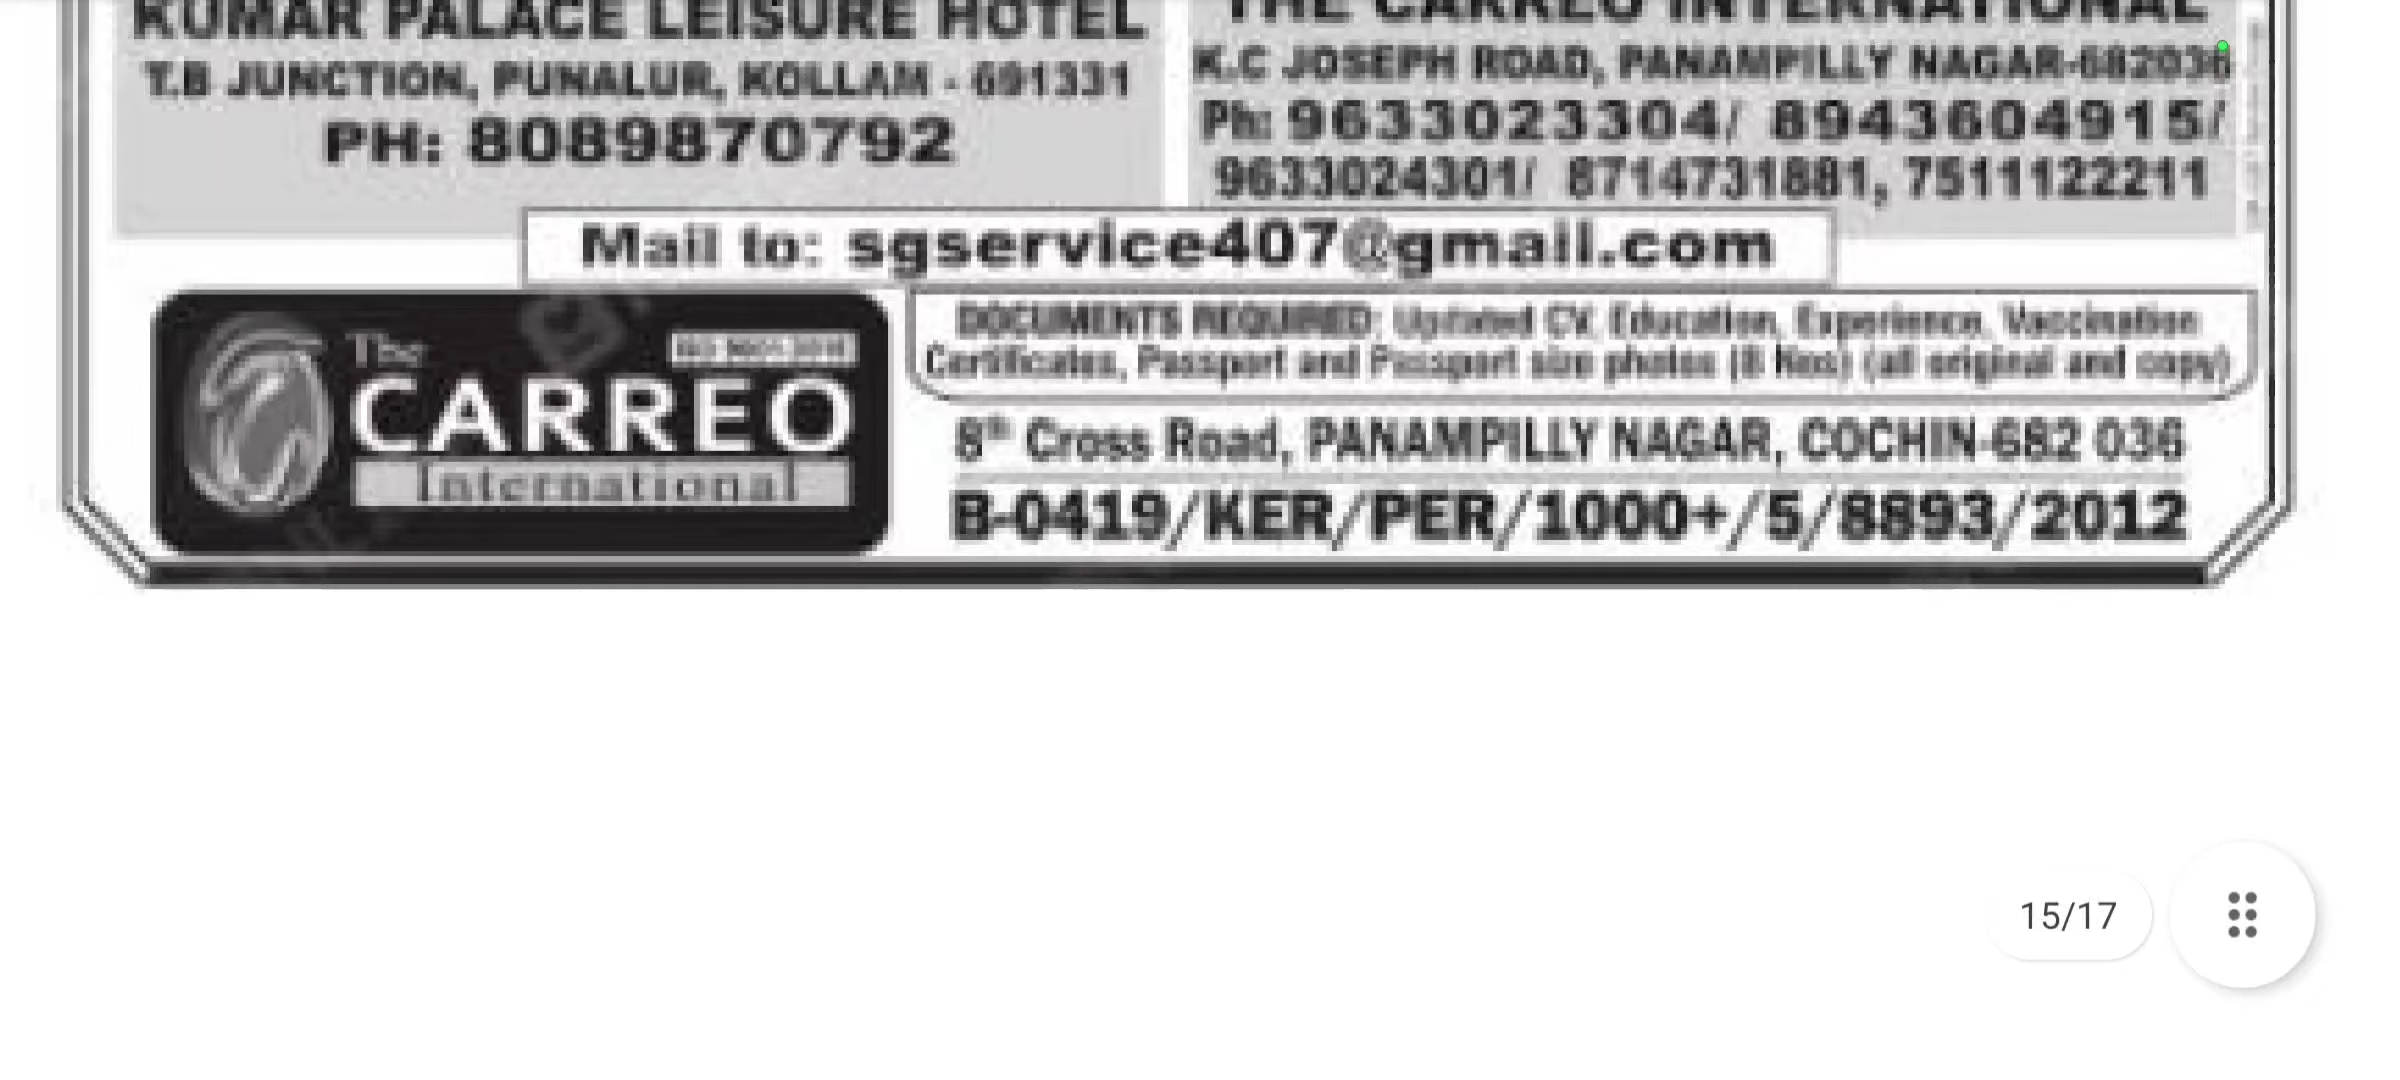 KUMAR PALACE LEISURE HOTEL
T.B JUNCTION, PUNALUR, KOLLAM - 691331
PH: 8089870792
THE CARREO INTERNATIONAL
K.C JOSEPH ROAD, PANAMPILLY NAGAR-682036
Ph: 9633023304/ 8943604915/
9633024301/ 8714731881, 7511122211
Mail to: sgservice407@gmail.com
The
CARREO
International
DOCUMENTS REQUIRED: Updated CV, Education, Experience, Vaccination
Certificates, Passport and Passport size photos (8 Nos) (all original and copy)
8th Cross Road, PANAMPILLY NAGAR, COCHIN-682 036
B-0419/KER/PER/1000+/5/8893/2012
15/17